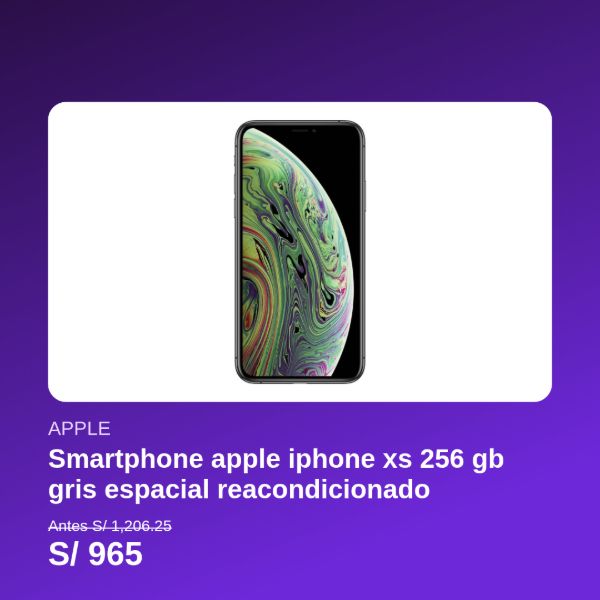 APPLE
Smartphone apple iphone xs 256 gb
gris espacial reacondicionado
Antes S/ 1,206.25
S/ 965